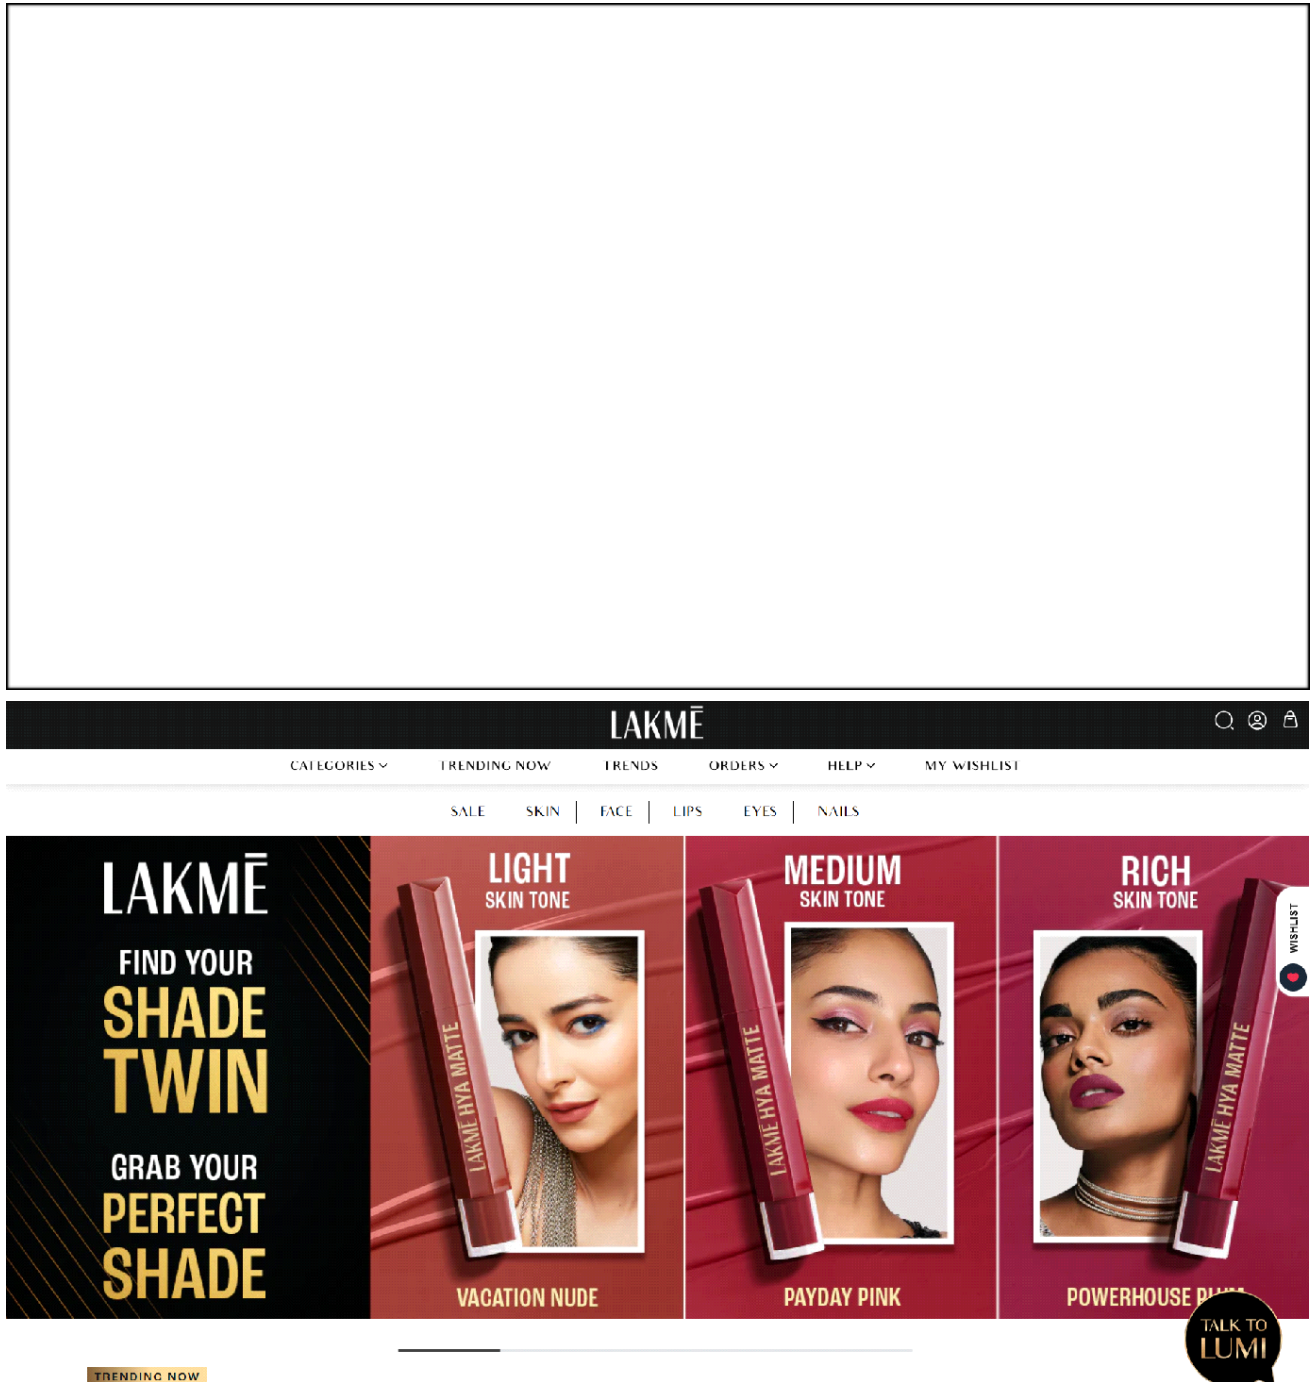 LAKMĒ
CATEGORIES
TRENDING NOW
TRENDS
ORDERS
HELP
MY WISHLIST
SALE
SKIN
FACE
LIPS
EYES
NAILS
LAKMĒ
FIND YOUR
SHADE
TWIN
GRAB YOUR
PERFECT
SHADE
LIGHT
SKIN TONE
LAKMĒ HYA MATTE
VACATION NUDE
MEDIUM
SKIN TONE
LAKMĒ HYA MATTE
PAYDAY PINK
RICH
SKIN TONE
LAKMĒ HYA MATTE
POWERHOUSE
WISHLIST
TALK TO
LUMI
TRENDING NOW